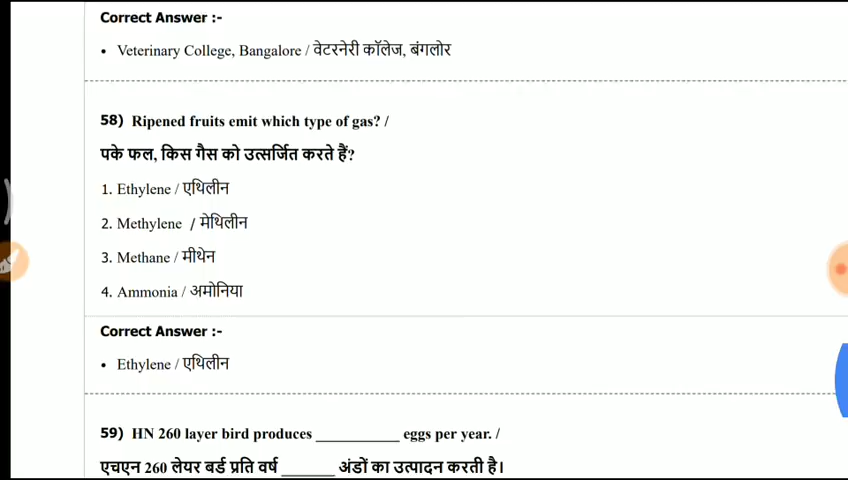 Correct Answer :-
• Veterinary College, Bangalore / वेटरनेरी कॉलेज, बंगलोर
58) Ripened fruits emit which type of gas? /
पके फल, किस गैस को उत्सर्जित करते हैं?
1. Ethylene / एथिलीन
2. Methylene / मेथिलीन
3. Methane / मीथेन
4. Ammonia / अमोनिया
Correct Answer :-
• Ethylene / एथिलीन
59) HN 260 layer bird produces ___________ eggs per year. /
एचएन 260 लेयर बर्ड प्रति वर्ष _______ अंडों का उत्पादन करती है।